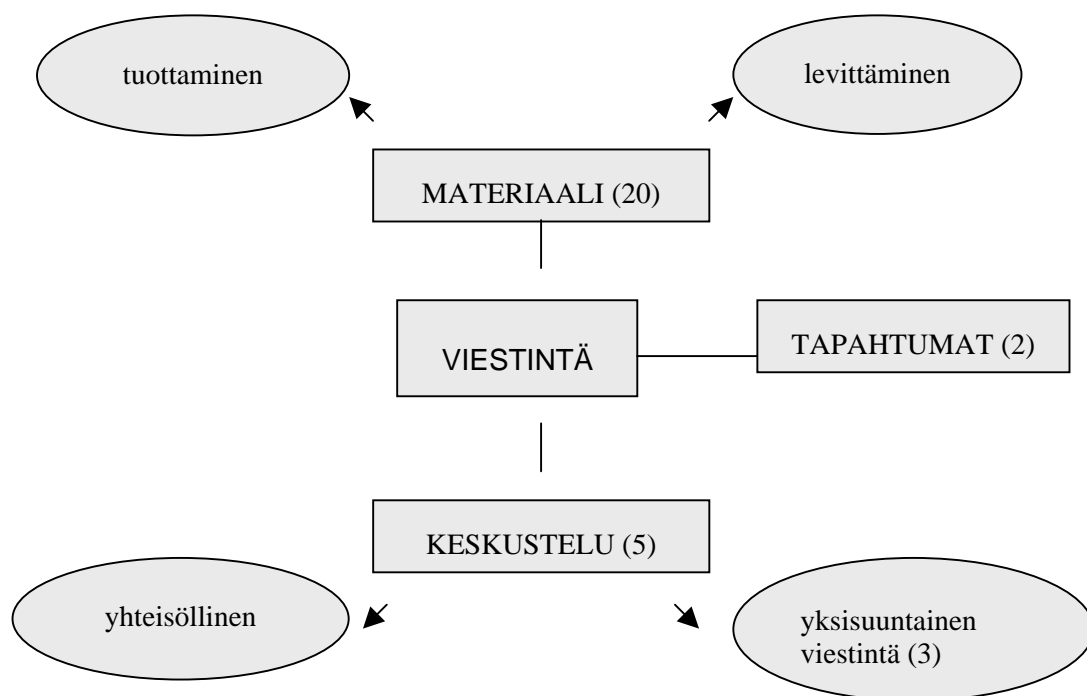 tuottaminen
levittäminen
MATERIAALI (20)
VIESTINTÄ
TAPAHTUMAT (2)
KESKUSTELU (5)
yhteisöllinen
yksisuuntainen
viestintä (3)